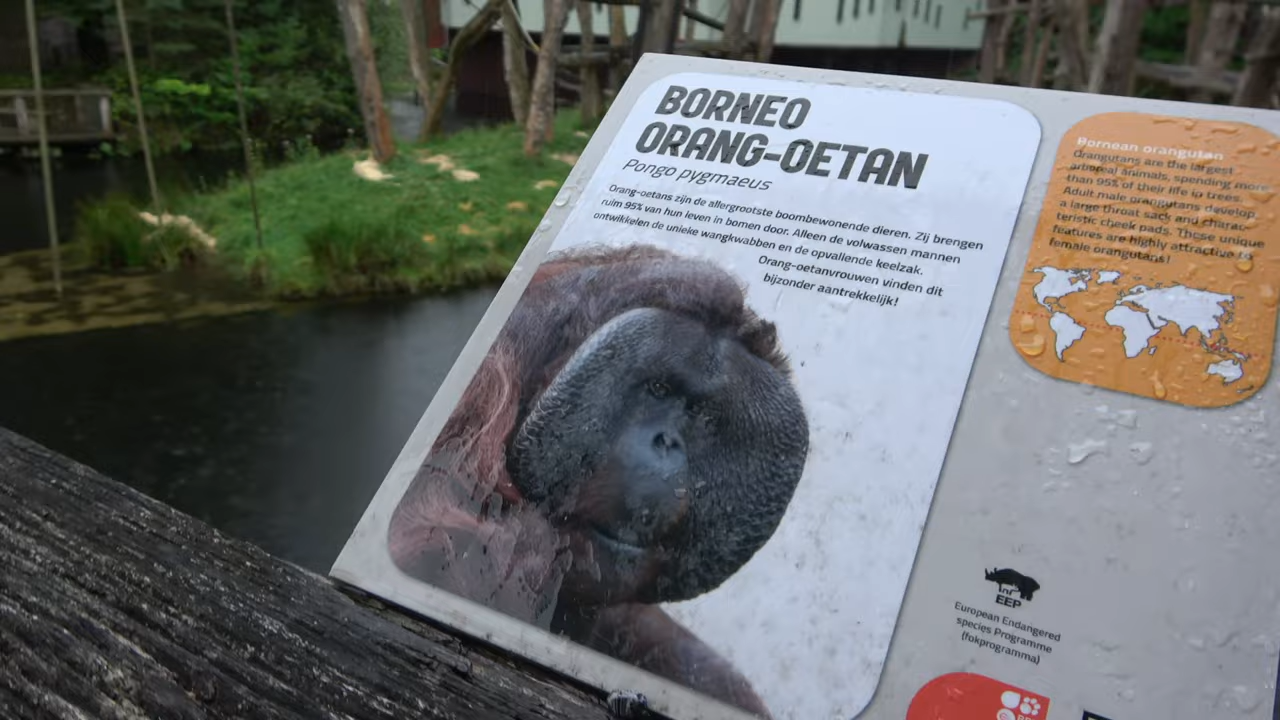 BORNEO
ORANG-OETAN
Pongo pygmaeus
Orang-oetans zijn de allergrootste boombewonende dieren. Zij brengen
ruim 95% van hun leven in bomen door. Alleen de volwassen mannen
ontwikkelen de unieke wangkwabben en de opvallende keelzak.
Orang-oetanvrouwen vinden dit
bijzonder aantrekkelijk!
Bornean orangutan
Orangutans are the largest
arboreal animals, spending more
than 95% of their life in trees.
Adult male orangutans develop
a large throat sack and charac-
teristic cheek pads. These unique
features are highly attractive to
female orangutans!
EEP
European Endangered
species Programme
(fokprogramma)